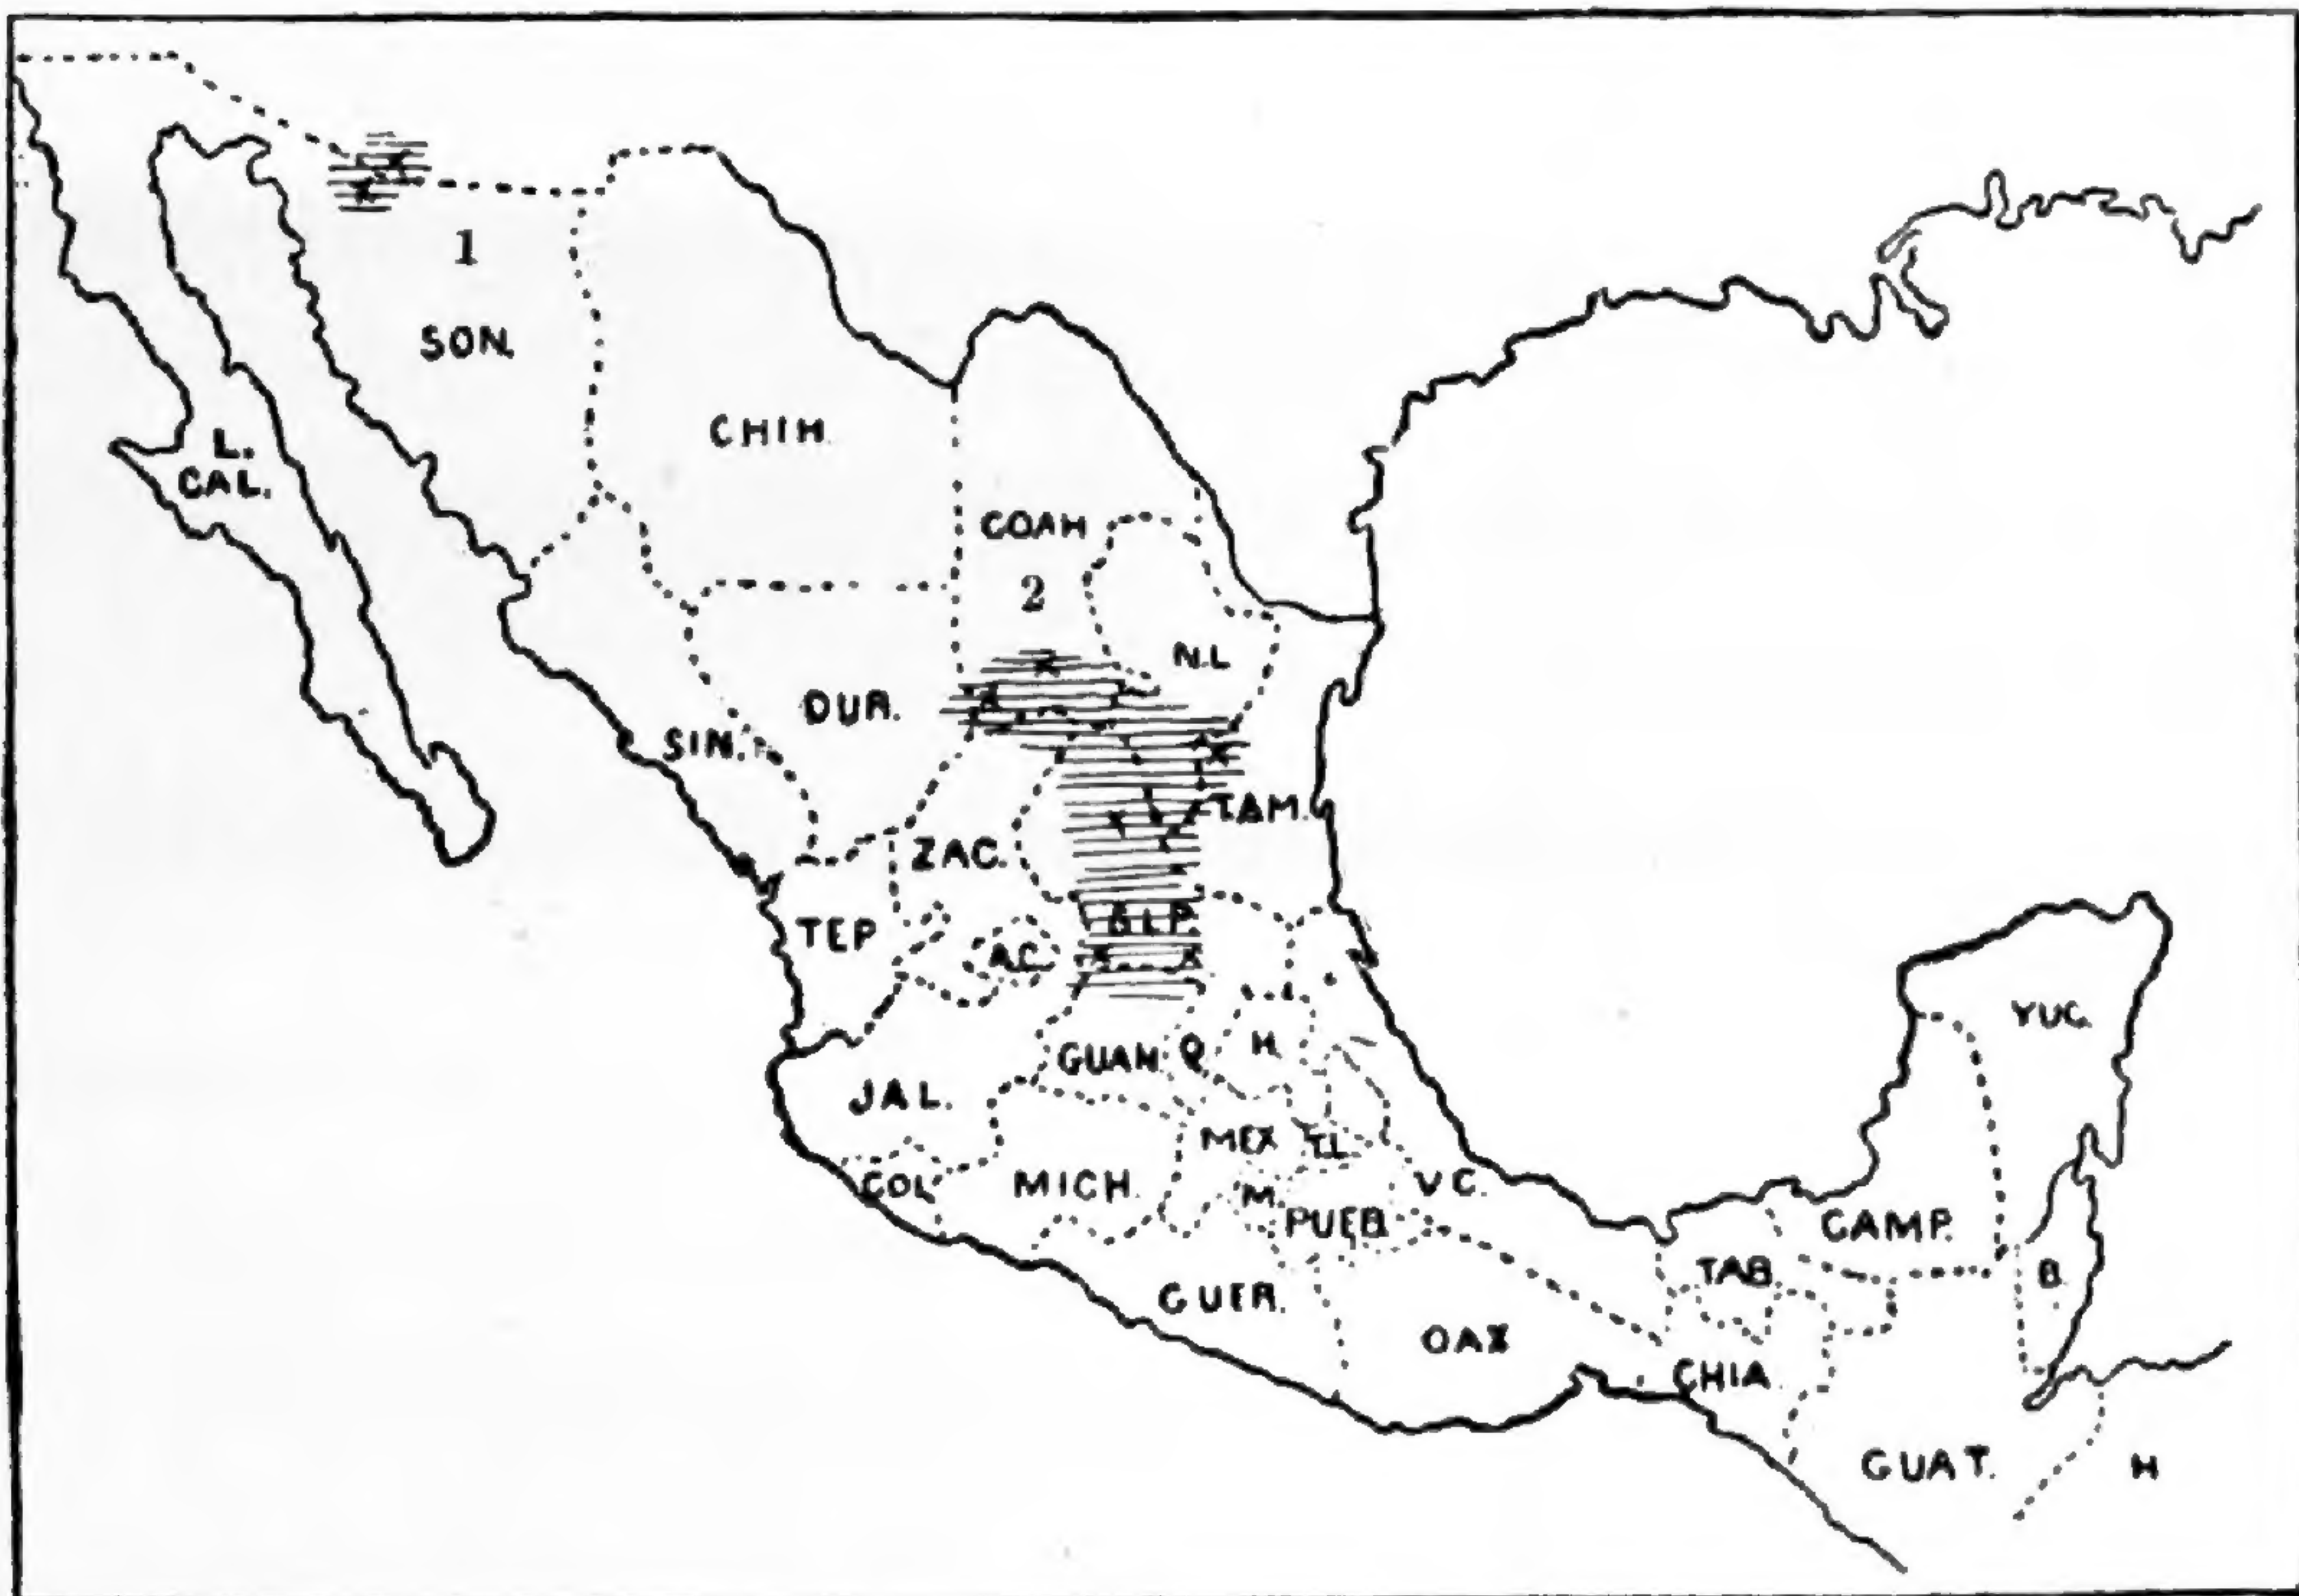 1
SON.
CHIH.
L.
CAL.
COAH
2
N.L
DUR.
SIN.
TAM.
ZAC.
S.L.P.
TEP
A.C.
YUC.
GUAN.
Q.
H.
JAL.
MEX
TL.
COL
MICH.
M.
V.C.
PUEB.
CAMP.
TAB.
B.
GUER.
OAX
CHIA.
GUAT.
H